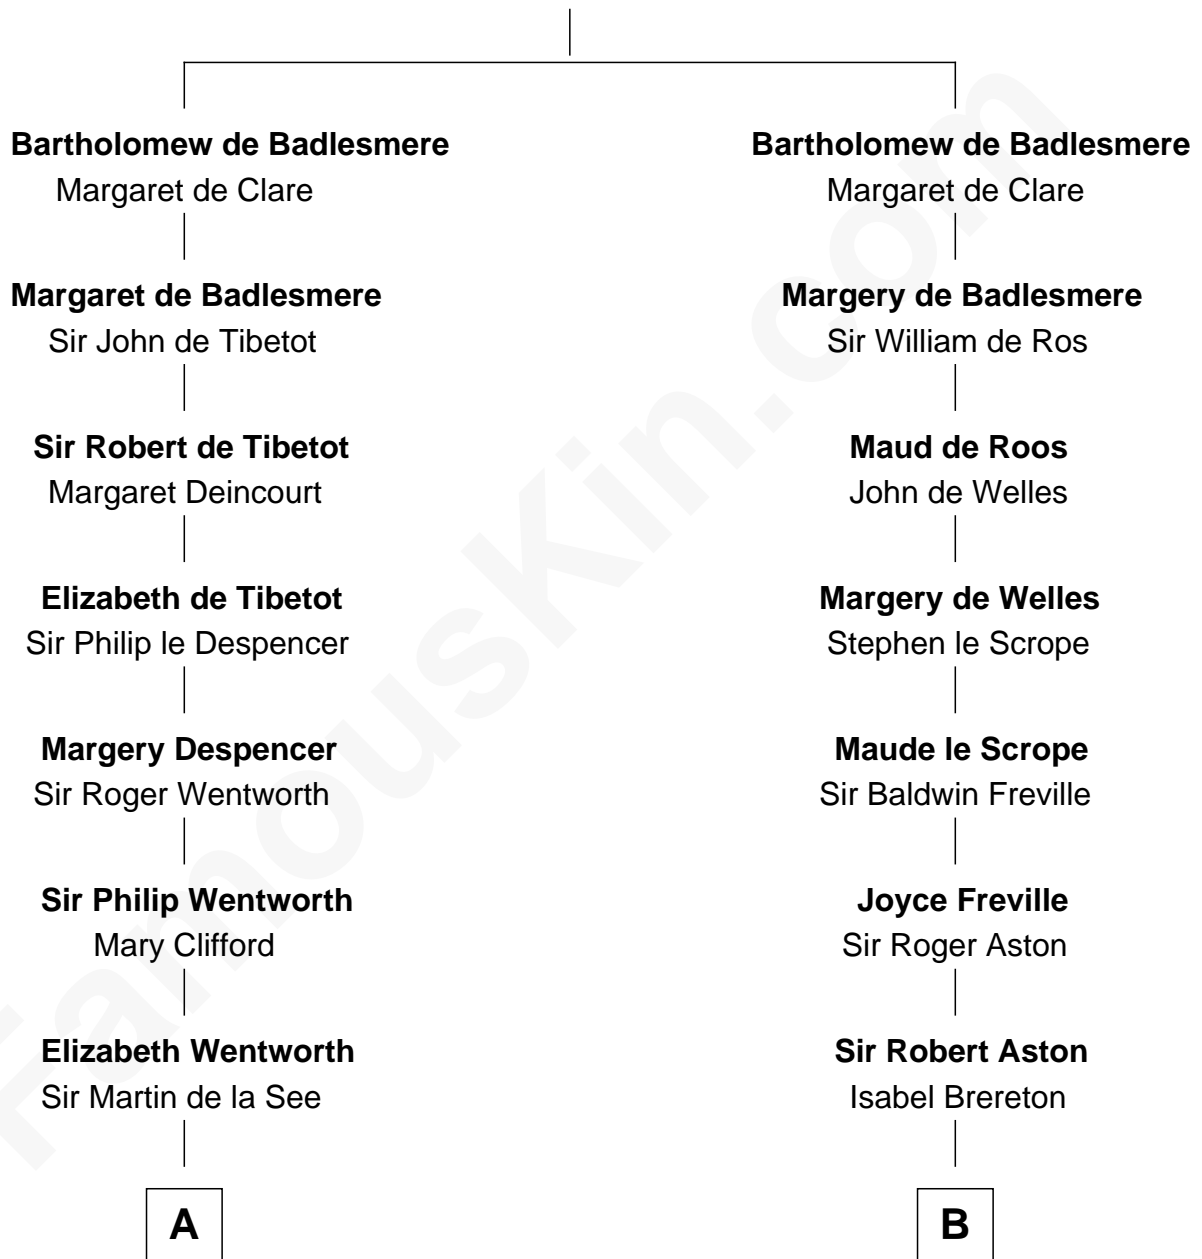 Bartholomew de Badlesmere
Margaret de Clare
Margaret de Badlesmere
Sir John de Tibetot
Sir Robert de Tibetot
Margaret Deincourt
Elizabeth de Tibetot
Sir Philip le Despencer
Margery Despencer
Sir Roger Wentworth
Sir Philip Wentworth
Mary Clifford
Elizabeth Wentworth
Sir Martin de la See
A
Bartholomew de Badlesmere
Margaret de Clare
Margery de Badlesmere
Sir William de Ros
Maud de Roos
John de Welles
Margery de Welles
Stephen le Scrope
Maude le Scrope
Sir Baldwin Freville
Joyce Freville
Sir Roger Aston
Sir Robert Aston
Isabel Brereton
B
FamousKin.com